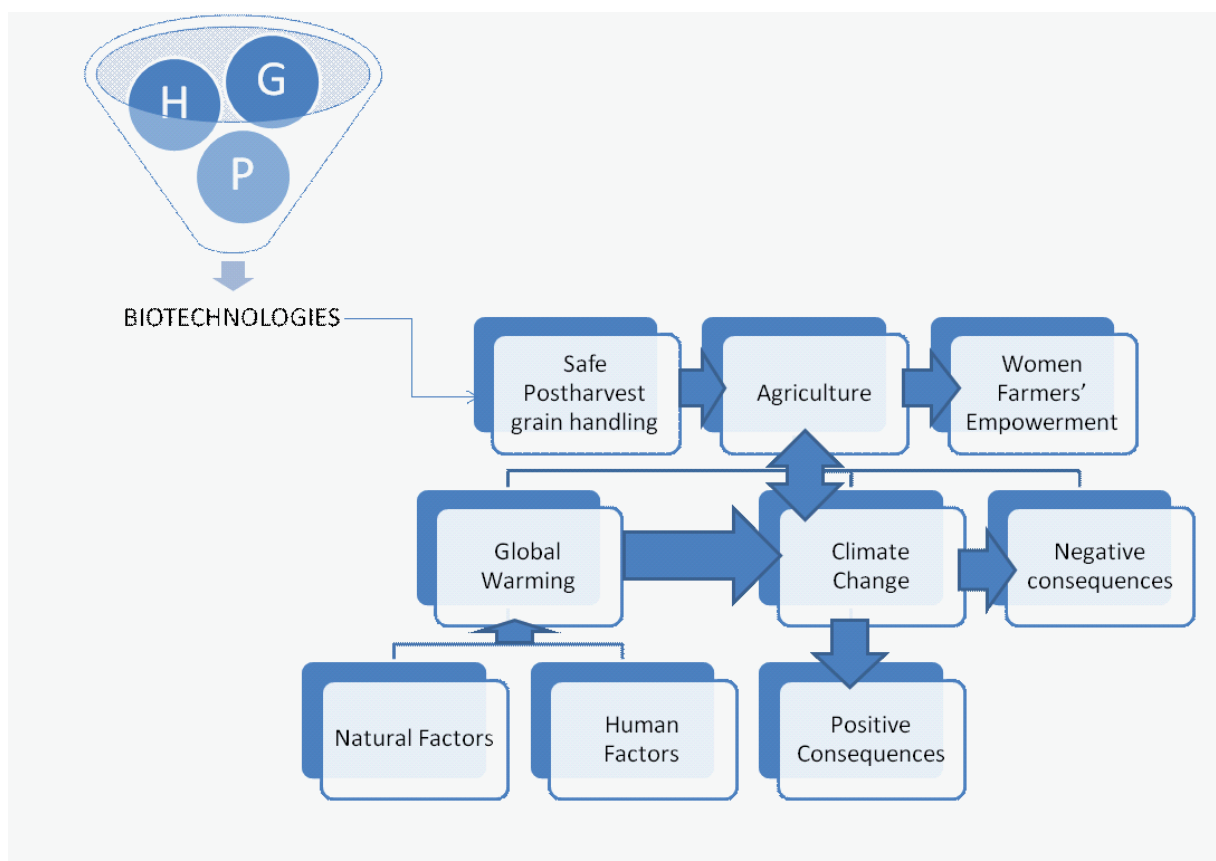 H
G
P
BIOTECHNOLOGIES
Safe
Postharvest
grain handling
Agriculture
Women
Farmers’
Empowerment
Global
Warming
Climate
Change
Negative
consequences
Natural Factors
Human
Factors
Positive
Consequences